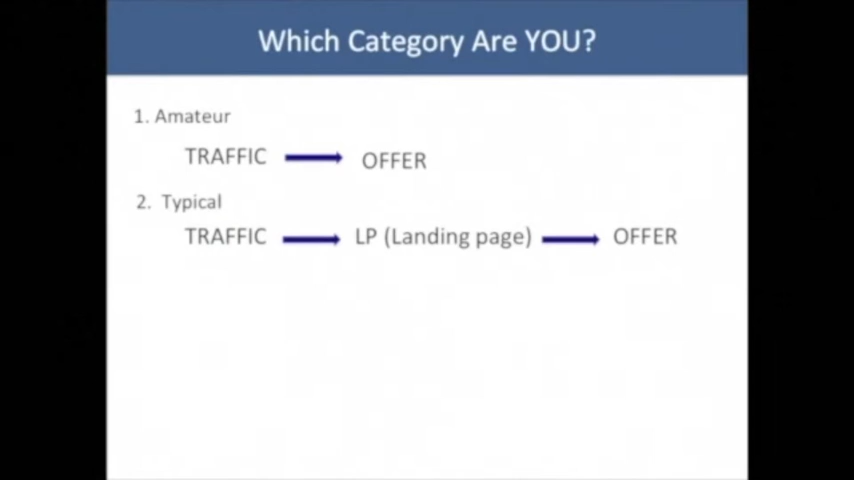 Which Category Are YOU?
1. Amateur
TRAFFIC OFFER
2. Typical
TRAFFIC LP (Landing page) OFFER